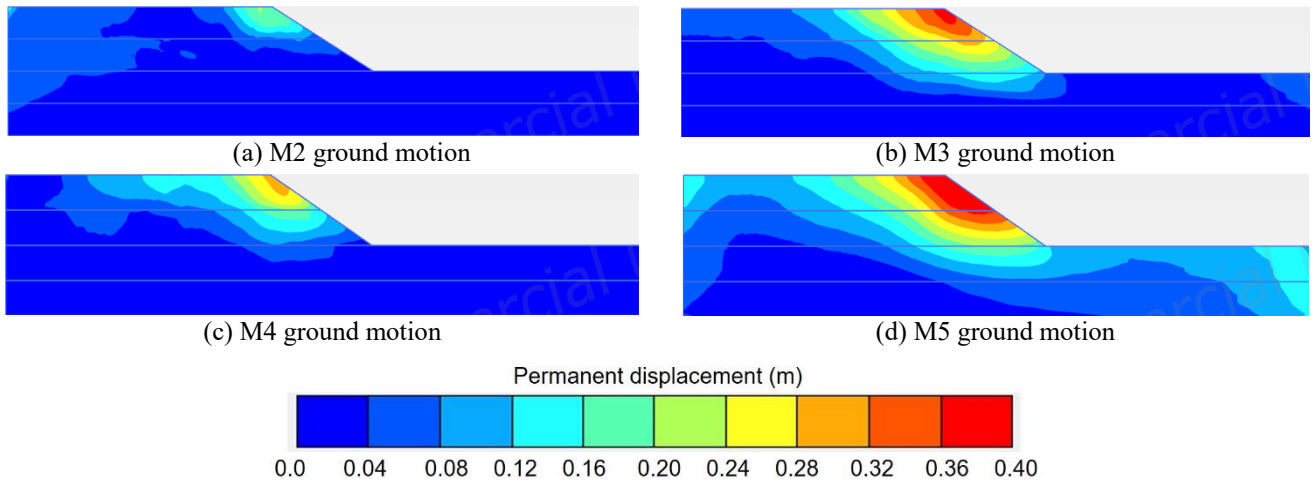 (a) M2 ground motion
(b) M3 ground motion
(c) M4 ground motion
(d) M5 ground motion
Permanent displacement (m)
0.0 0.04 0.08 0.12 0.16 0.20 0.24 0.28 0.32 0.36 0.40